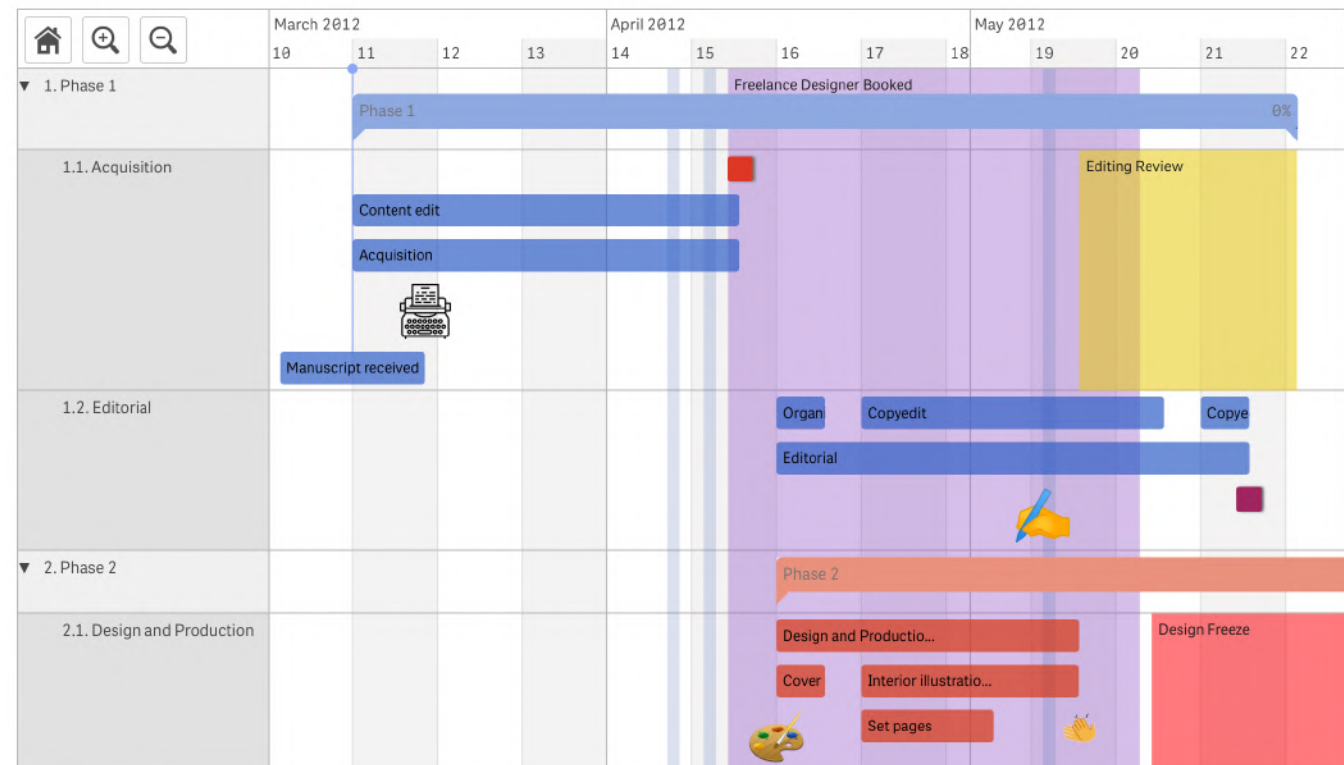 March 2012
April 2012
May 2012
10 11 12 13 14 15 16 17 18 19 20 21 22
▼ 1. Phase 1
Freelance Designer Booked
Phase 1 0%
1.1. Acquisition
Editing Review
Content edit
Acquisition
Manuscript received
1.2. Editorial
Organi
Copyedit
Copye
Editorial
▼ 2. Phase 2
Phase 2
2.1. Design and Production
Design Freeze
Design and Productio...
Cover
Interior illustratio...
Set pages